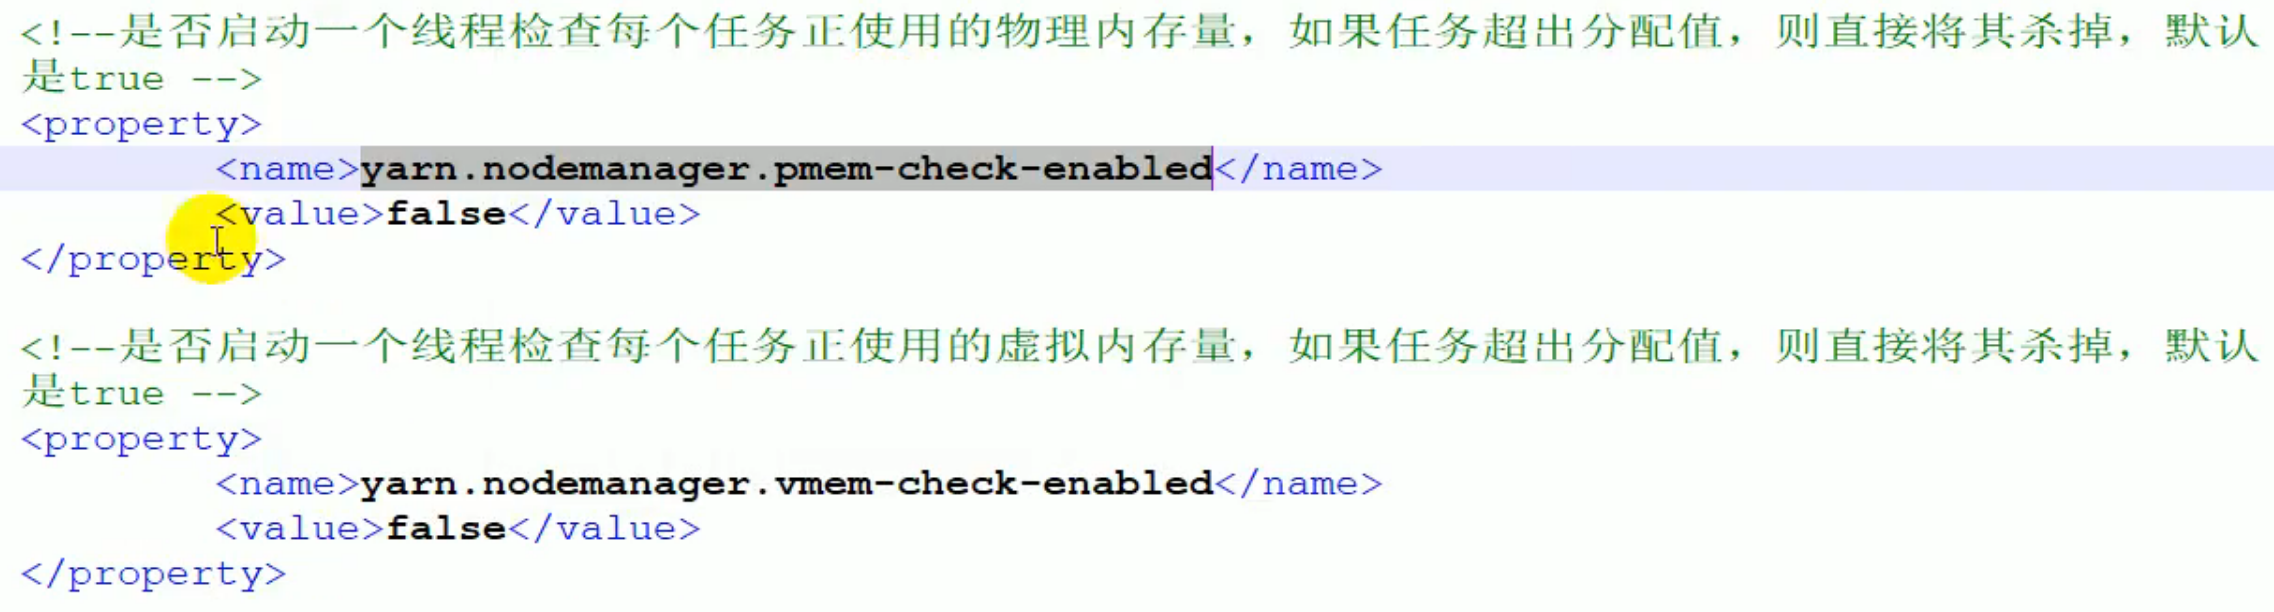 <!--是否启动一个线程检查每个任务正使用的物理内存量，如果任务超出分配值，则直接将其杀掉，默认
是true -->
<property>
<name>yarn.nodemanager.pmem-check-enabled</name>
<value>false</value>
</property>
<!--是否启动一个线程检查每个任务正使用的虚拟内存量，如果任务超出分配值，则直接将其杀掉，默认
是true -->
<property>
<name>yarn.nodemanager.vmem-check-enabled</name>
<value>false</value>
</property>